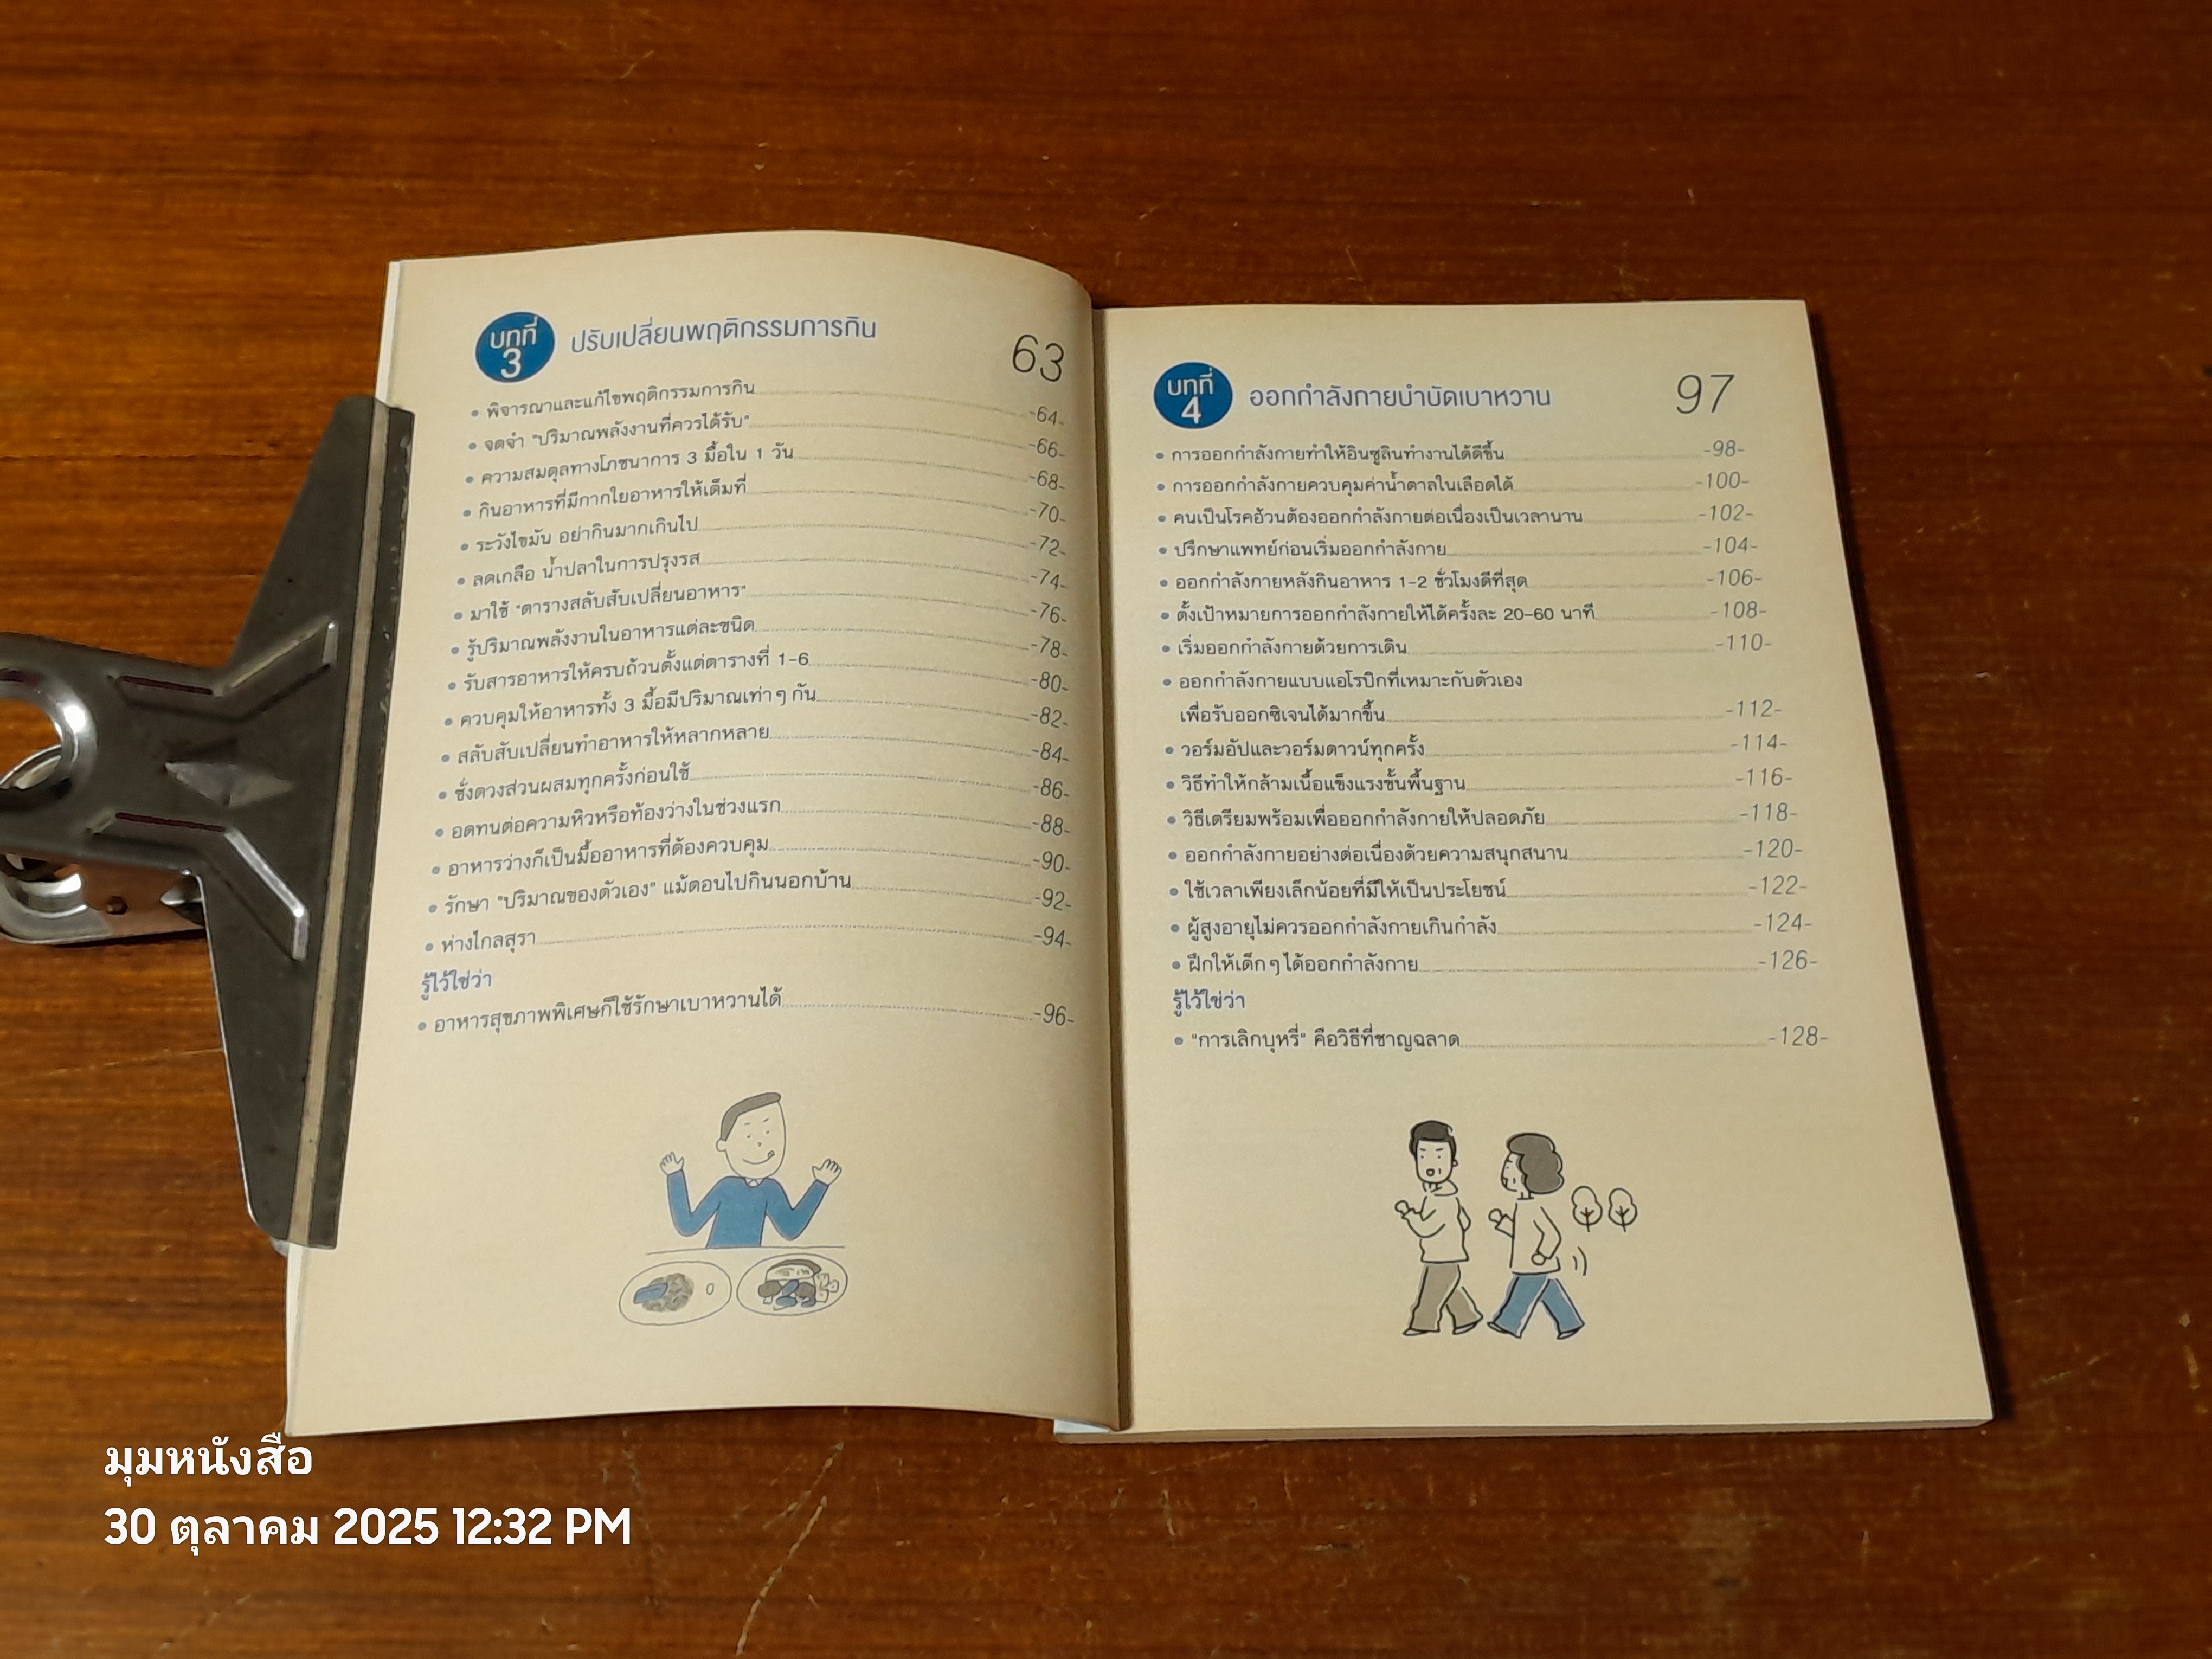 บทที่
3
ปรับเปลี่ยนพฤติกรรมการกิน 63
• พิจารณาและแก้ไขพฤติกรรมการกิน -64-
• จดจำ "ปริมาณพลังงานที่ควรได้รับ" -66-
• ความสมดุลทางโภชนาการ 3 มื้อใน 1 วัน -68-
• กินอาหารที่มีกากใยอาหารให้เต็มที่ -70-
• ระวังไขมัน อย่ากินมากเกินไป -72-
• ลดเกลือ น้ำปลาในการปรุงรส -74-
• มาใช้ "ตารางสลับสับเปลี่ยนอาหาร" -76-
• รู้ปริมาณพลังงานในอาหารแต่ละชนิด -78-
• รับสารอาหารให้ครบถ้วนตั้งแต่ตารางที่ 1-6 -80-
• ควบคุมให้อาหารทั้ง 3 มื้อมีปริมาณเท่าๆ กัน -82-
• สลับสับเปลี่ยนทำอาหารให้หลากหลาย -84-
• ชั่งตวงส่วนผสมทุกครั้งก่อนใช้ -86-
• อดทนต่อความหิวหรือท้องว่างในช่วงแรก -88-
• อาหารว่างก็เป็นมื้ออาหารที่ต้องควบคุม -90-
• รักษา "ปริมาณของตัวเอง" แม้ตอนไปกินนอกบ้าน -92-
• ห่างไกลสุรา -94-
รู้ไว้ใช่ว่า
• อาหารสุขภาพพิเศษก็ใช้รักษาเบาหวานได้ -96-
บทที่
4
ออกกำลังกายบำบัดเบาหวาน 97
• การออกกำลังกายทำให้อินซูลินทำงานได้ดีขึ้น -98-
• การออกกำลังกายควบคุมค่าน้ำตาลในเลือดได้ -100-
• คนเป็นโรคอ้วนต้องออกกำลังกายต่อเนื่องเป็นเวลานาน -102-
• ปรึกษาแพทย์ก่อนเริ่มออกกำลังกาย -104-
• ออกกำลังกายหลังกินอาหาร 1-2 ชั่วโมงดีที่สุด -106-
• ตั้งเป้าหมายการออกกำลังกายให้ได้ครั้งละ 20-60 นาที -108-
• เริ่มออกกำลังกายด้วยการเดิน -110-
• ออกกำลังกายแบบแอโรบิกที่เหมาะกับตัวเอง
เพื่อรับออกซิเจนได้มากขึ้น -112-
• วอร์มอัปและวอร์มดาวน์ทุกครั้ง -114-
• วิธีทำให้กล้ามเนื้อแข็งแรงขั้นพื้นฐาน -116-
• วิธีเตรียมพร้อมเพื่อออกกำลังกายให้ปลอดภัย -118-
• ออกกำลังกายอย่างต่อเนื่องด้วยความสนุกสนาน -120-
• ใช้เวลาเพียงเล็กน้อยที่มีให้เป็นประโยชน์ -122-
• ผู้สูงอายุไม่ควรออกกำลังกายเกินกำลัง -124-
• ฝึกให้เด็กๆ ได้ออกกำลังกาย -126-
รู้ไว้ใช่ว่า
• "การเลิกบุหรี่" คือวิธีที่ชาญฉลาด -128-
มุมหนังสือ
30 ตุลาคม 2025 12:32 PM